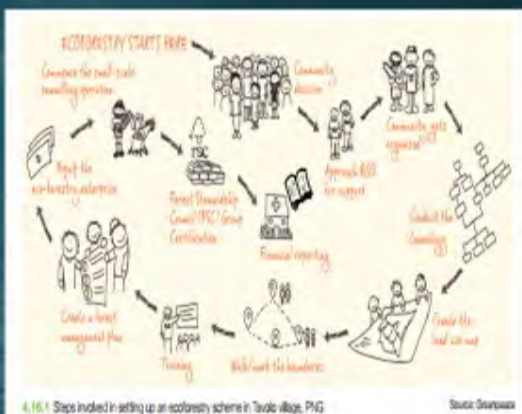 ECOFORESTRY STARTS HERE
Community
decision
Approach NGO
for support
Community gets
organised
Conduct the
Genealogy
Create the
land use map
Walk/mark the boundaries
Training
Create a forest
management plan
the
eco-forestry enterprise
Commence the small-scale
sawmilling operation
FSC
Forest Stewardship
Council (FSC) Group
Certification
Financial reporting
4.16.1 Steps involved in setting up an ecoforestry scheme in Tavolo village, PNG
Source: Greenpeace